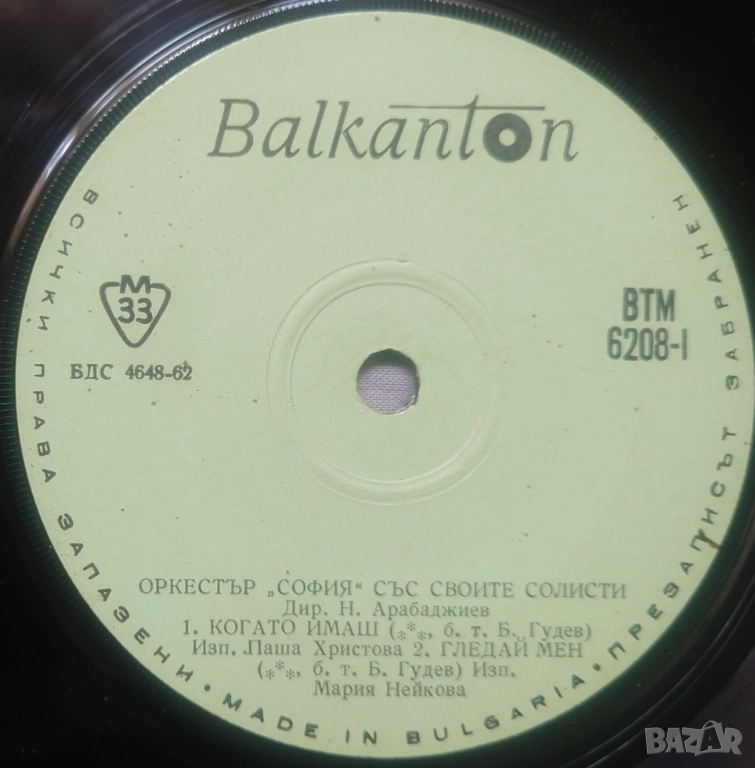 Balkanton
М
33
БДС 4648-62
ВТМ
6208-I
ОРКЕСТЪР „СОФИЯ“ СЪС СВОИТЕ СОЛИСТИ
Дир. Н. Арабаджиев
1. КОГАТО ИМАШ (***, б. т. Б. Гудев)
Изп. Паша Христова 2. ГЛЕДАЙ МЕН
(***, б. т. Б. Гудев) Изп.
Мария Нейкова
ВСИЧКИ ПРАВА ЗАПАЗЕНИ • MADE IN BULGARIA • ПРЕЗАПИСЪТ ЗАБРАНЕН
BAZAR